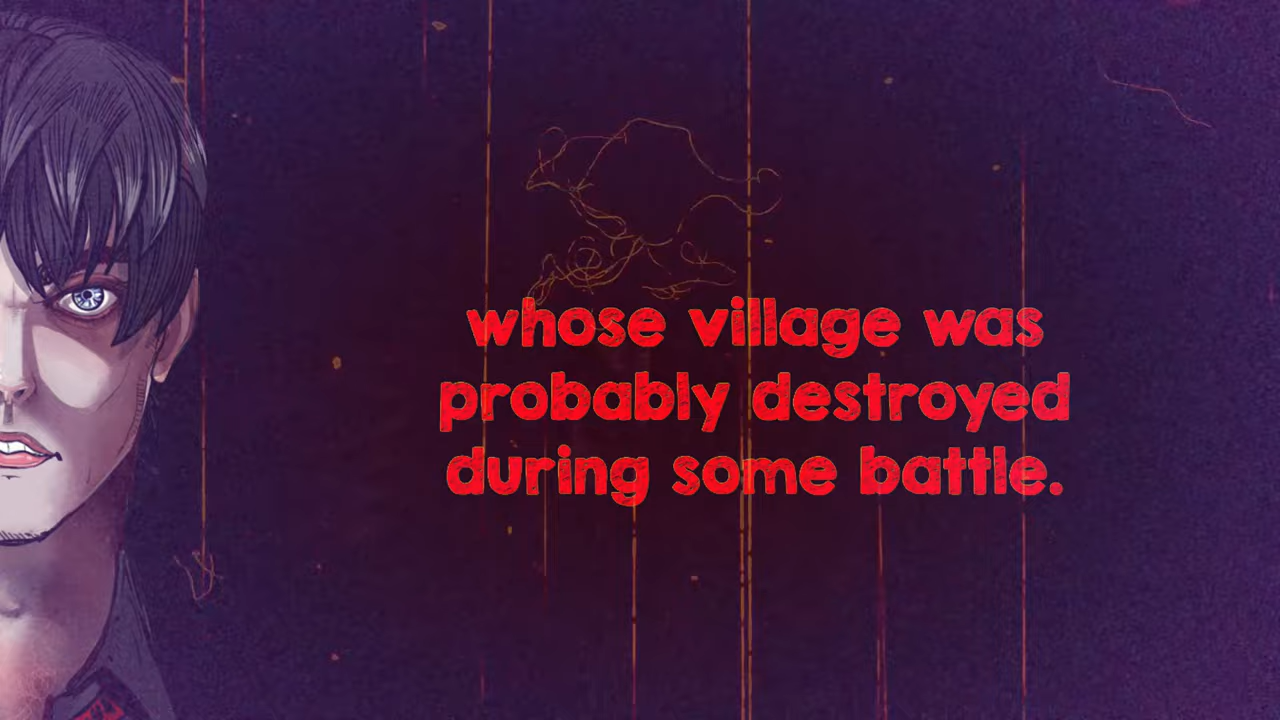 whose village was
probably destroyed
during some battle.